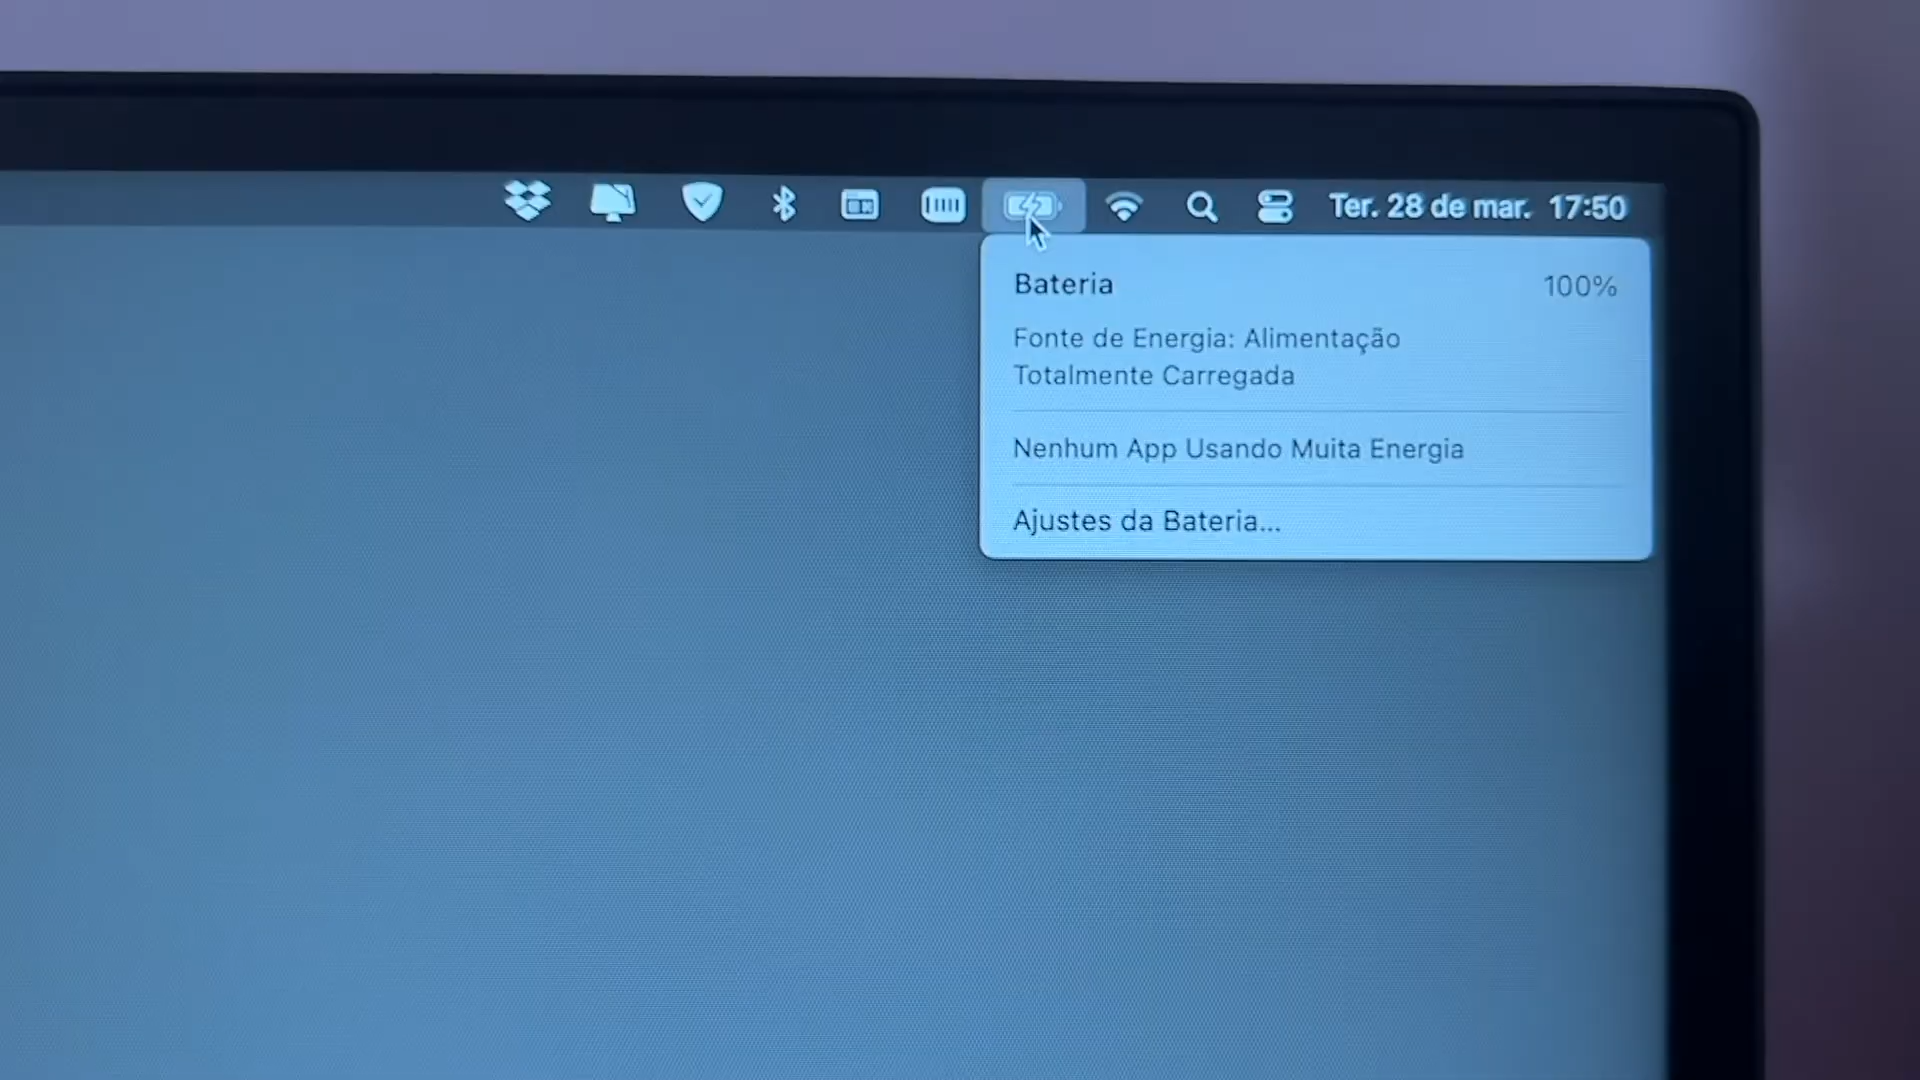 Ter. 28 de mar. 17:50
Bateria 100%
Fonte de Energia: Alimentação
Totalmente Carregada
Nenhum App Usando Muita Energia
Ajustes da Bateria...